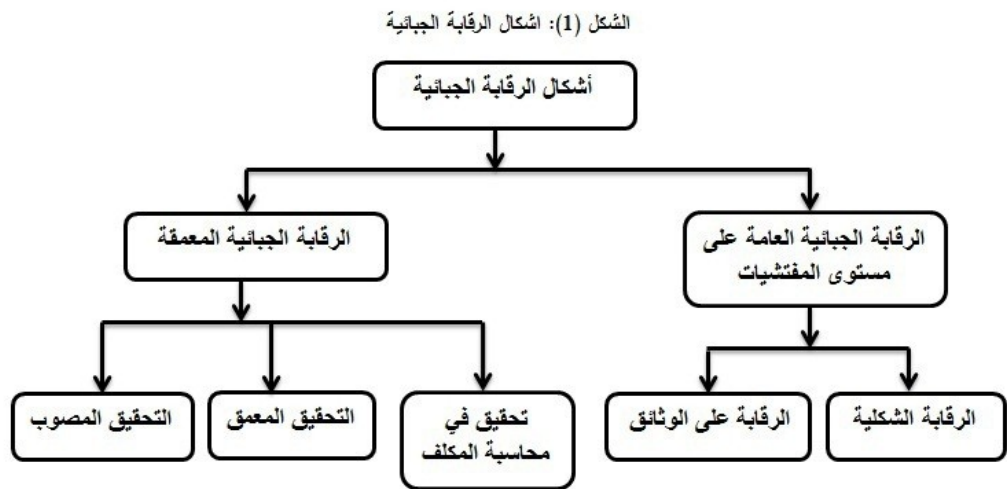 الشكل (1): اشكال الرقابة الجبائية
أشكال الرقابة الجبائية
الرقابة الجبائية العامة على
مستوى المفتشيات
الرقابة الجبائية المعمقة
الرقابة الشكلية
الرقابة على الوثائق
تحقيق في
محاسبة المكلف
التحقيق المعمق
التحقيق المصوب